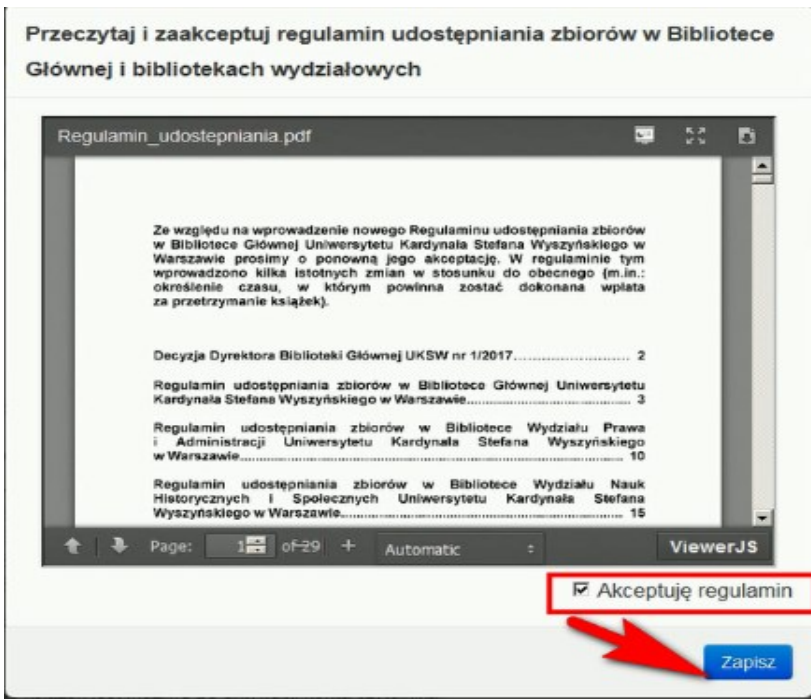 Przeczytaj i zaakceptuj regulamin udostępniania zbiorów w Bibliotece
Głównej i bibliotekach wydziałowych
Regulamin_udostepniania.pdf
Ze względu na wprowadzenie nowego Regulaminu udostępniania zbiorów
w Bibliotece Głównej Uniwersytetu Kardynała Stefana Wyszyńskiego w
Warszawie prosimy o ponowną jego akceptację. W regulaminie tym
wprowadzono kilka istotnych zmian w stosunku do obecnego (m.in.:
określenie czasu, w którym powinna zostać dokonana wpłata
za przetrzymanie książek).
Decyzja Dyrektora Biblioteki Głównej UKSW nr 1/2017............................ 2
Regulamin udostępniania zbiorów w Bibliotece Głównej Uniwersytetu
Kardynała Stefana Wyszyńskiego w Warszawie........................................ 3
Regulamin udostępniania zbiorów w Bibliotece Wydziału Prawa
i Administracji Uniwersytetu Kardynała Stefana Wyszyńskiego
w Warszawie............................................................................................ 10
Regulamin udostępniania zbiorów w Bibliotece Wydziału Nauk
Historycznych i Społecznych Uniwersytetu Kardynała Stefana
Wyszyńskiego w Warszawie.................................................................... 15
Page: 1 of 29 + Automatic ViewerJS
Akceptuję regulamin
Zapisz